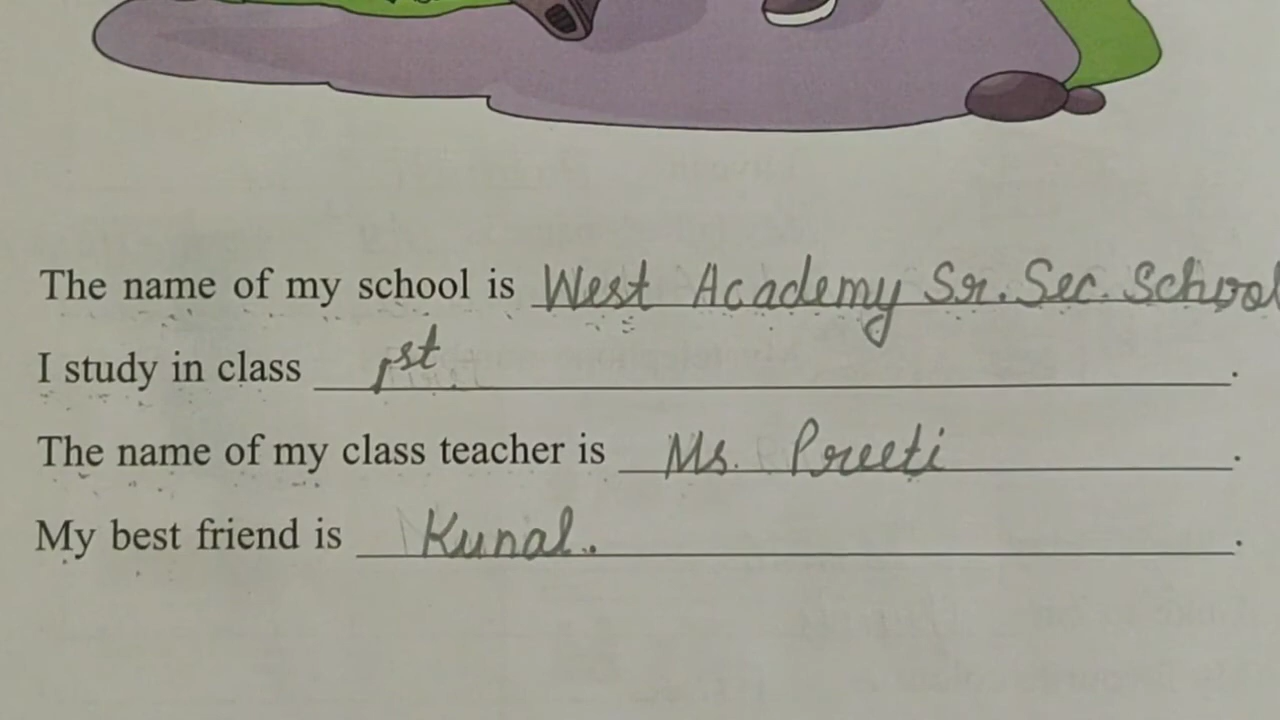 The name of my school is West Academy Sr. Sec. School
I study in class 1st.
The name of my class teacher is Ms. Preeti.
My best friend is Kunal..